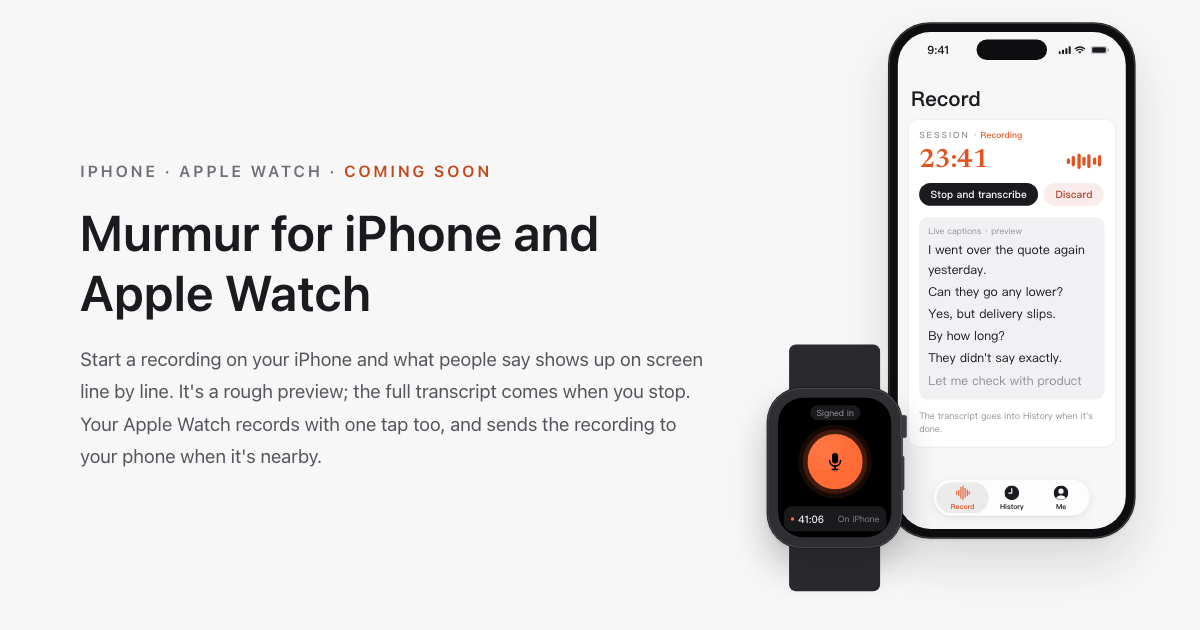 IPHONE · APPLE WATCH · COMING SOON
Murmur for iPhone and
Apple Watch
Start a recording on your iPhone and what people say shows up on screen
line by line. It's a rough preview; the full transcript comes when you stop.
Your Apple Watch records with one tap too, and sends the recording to
your phone when it's nearby.
9:41
Record
SESSION · Recording
23:41
Stop and transcribe
Discard
Live captions · preview
I went over the quote again
yesterday.
Can they go any lower?
Yes, but delivery slips.
By how long?
They didn't say exactly.
Let me check with product
The transcript goes into History when it's
done.
Record
History
Me
Signed in
41:06
On iPhone